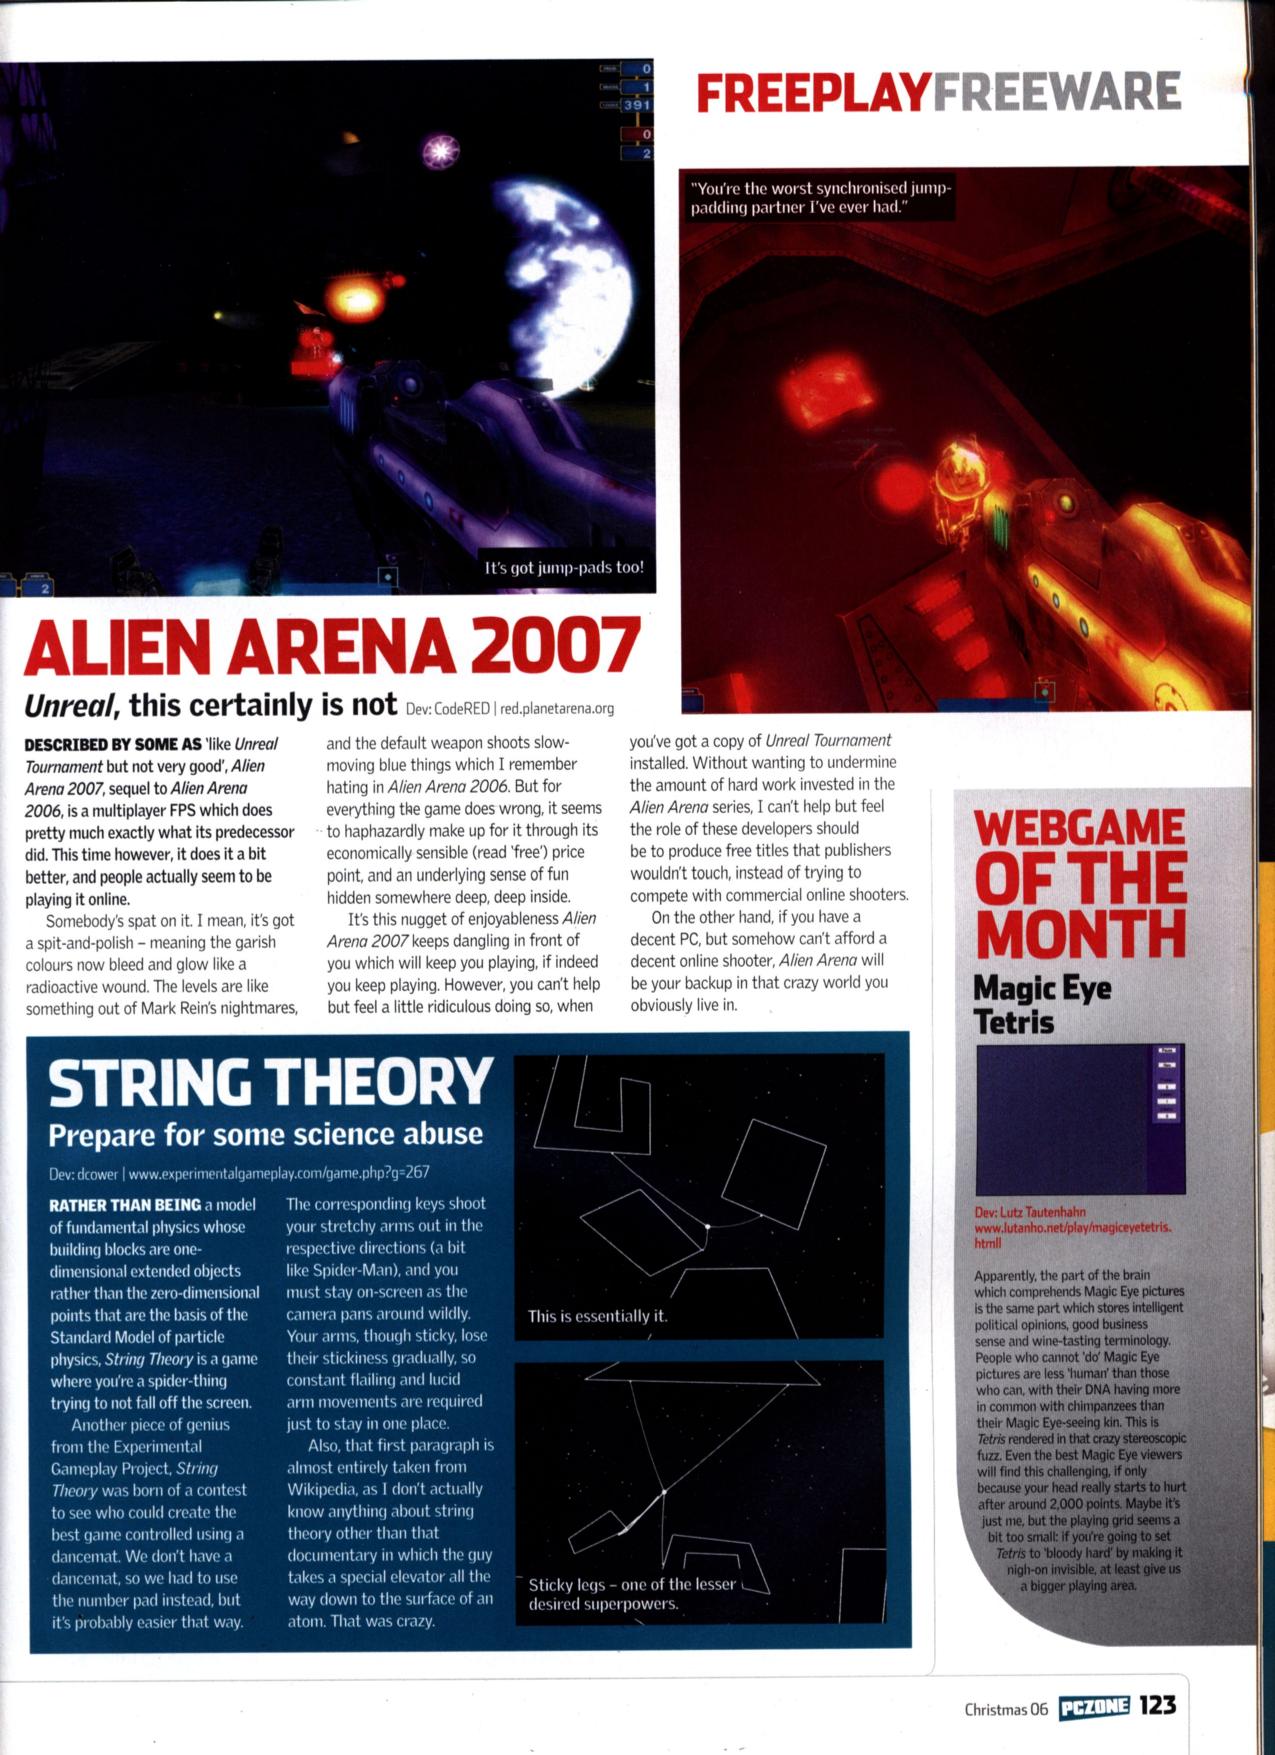 FREEPLAYFREEWARE
0
1
391
0
2
"You're the worst synchronised jump-
padding partner I've ever had."
It's got jump-pads too!
2
ALIEN ARENA 2007
Unreal, this certainly is not Dev: CodeRED | red.planetarena.org
DESCRIBED BY SOME AS 'like Unreal
Tournament but not very good', Alien
Arena 2007, sequel to Alien Arena
2006, is a multiplayer FPS which does
pretty much exactly what its predecessor
did. This time however, it does it a bit
better, and people actually seem to be
playing it online.
Somebody's spat on it. I mean, it's got
a spit-and-polish – meaning the garish
colours now bleed and glow like a
radioactive wound. The levels are like
something out of Mark Rein's nightmares,
and the default weapon shoots slow-
moving blue things which I remember
hating in Alien Arena 2006. But for
everything the game does wrong, it seems
to haphazardly make up for it through its
economically sensible (read 'free') price
point, and an underlying sense of fun
hidden somewhere deep, deep inside.
It's this nugget of enjoyableness Alien
Arena 2007 keeps dangling in front of
you which will keep you playing, if indeed
you keep playing. However, you can't help
but feel a little ridiculous doing so, when
you've got a copy of Unreal Tournament
installed. Without wanting to undermine
the amount of hard work invested in the
Alien Arena series, I can't help but feel
the role of these developers should
be to produce free titles that publishers
wouldn't touch, instead of trying to
compete with commercial online shooters.
On the other hand, if you have a
decent PC, but somehow can't afford a
decent online shooter, Alien Arena will
be your backup in that crazy world you
obviously live in.
STRING THEORY
Prepare for some science abuse
Dev: dcower | www.experimentalgameplay.com/game.php?g=267
RATHER THAN BEING a model
of fundamental physics whose
building blocks are one-
dimensional extended objects
rather than the zero-dimensional
points that are the basis of the
Standard Model of particle
physics, String Theory is a game
where you're a spider-thing
trying to not fall off the screen.
Another piece of genius
from the Experimental
Gameplay Project, String
Theory was born of a contest
to see who could create the
best game controlled using a
dancemat. We don't have a
dancemat, so we had to use
the number pad instead, but
it's probably easier that way.
The corresponding keys shoot
your stretchy arms out in the
respective directions (a bit
like Spider-Man), and you
must stay on-screen as the
camera pans around wildly.
Your arms, though sticky, lose
their stickiness gradually, so
constant flailing and lucid
arm movements are required
just to stay in one place.
Also, that first paragraph is
almost entirely taken from
Wikipedia, as I don't actually
know anything about string
theory other than that
documentary in which the guy
takes a special elevator all the
way down to the surface of an
atom. That was crazy.
This is essentially it.
Sticky legs – one of the lesser
desired superpowers.
WEBGAME
OF THE
MONTH
Magic Eye
Tetris
Dev: Lutz Tautenhahn
www.lutanho.net/play/magiceyetetris.
htmll
Apparently, the part of the brain
which comprehends Magic Eye pictures
is the same part which stores intelligent
political opinions, good business
sense and wine-tasting terminology.
People who cannot 'do' Magic Eye
pictures are less 'human' than those
who can, with their DNA having more
in common with chimpanzees than
their Magic Eye-seeing kin. This is
Tetris rendered in that crazy stereoscopic
fuzz. Even the best Magic Eye viewers
will find this challenging, if only
because your head really starts to hurt
after around 2,000 points. Maybe it's
just me, but the playing grid seems a
bit too small: if you're going to set
Tetris to 'bloody hard' by making it
nigh-on invisible, at least give us
a bigger playing area.
Christmas 06 PCZONE 123